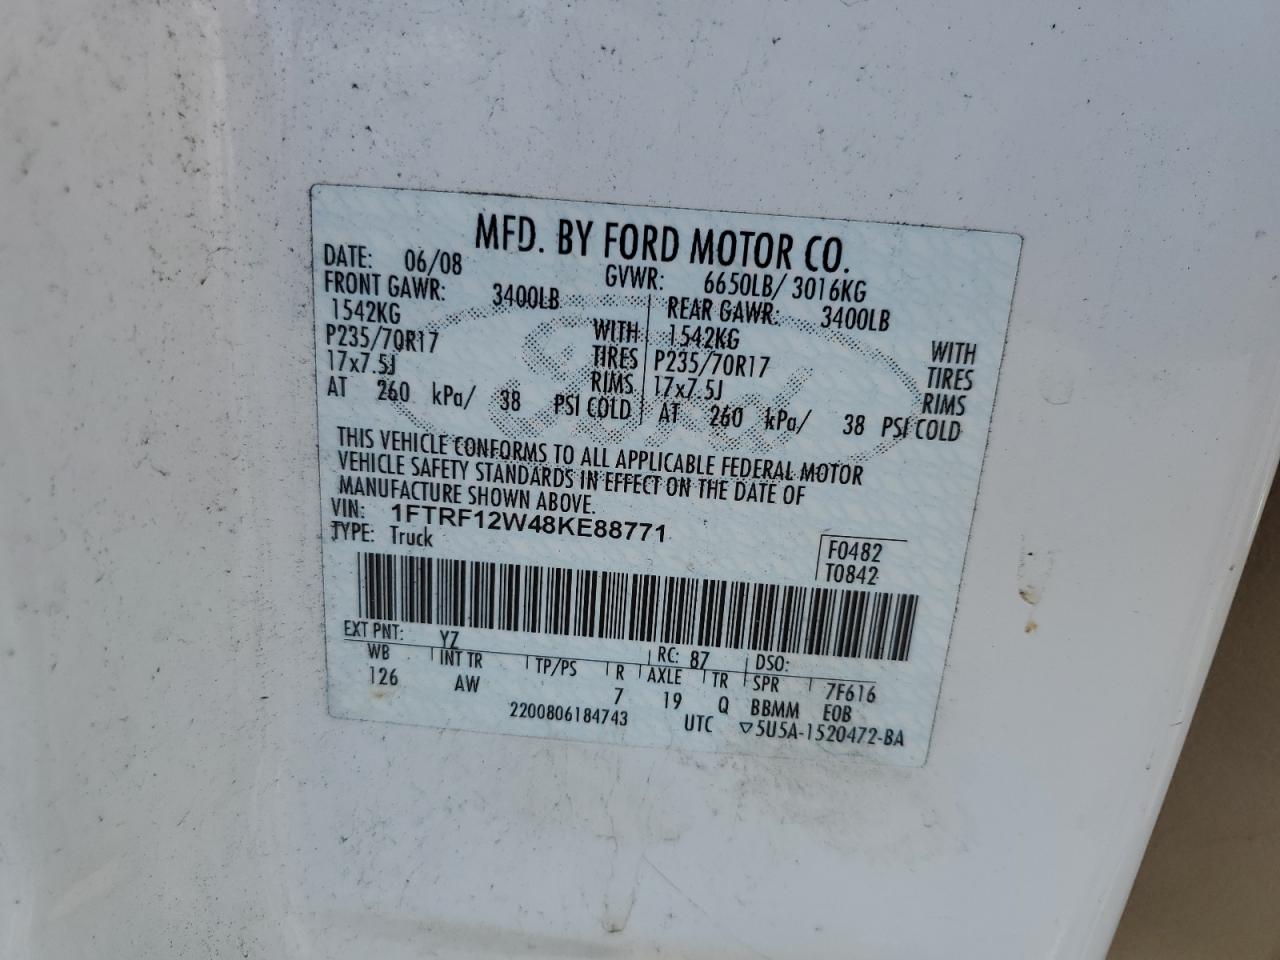 MFD. BY FORD MOTOR CO.
DATE: 06/08 GVWR: 6650LB/ 3016KG
FRONT GAWR: 3400LB REAR GAWR: 3400LB
1542KG WITH 1542KG WITH
P235/70R17 TIRES P235/70R17 TIRES
17x7.5J RIMS 17x7.5J RIMS
AT 260 kPa/ 38 PSI COLD AT 260 kPa/ 38 PSI COLD
THIS VEHICLE CONFORMS TO ALL APPLICABLE FEDERAL MOTOR
VEHICLE SAFETY STANDARDS IN EFFECT ON THE DATE OF
MANUFACTURE SHOWN ABOVE.
VIN: 1FTRF12W48KE88771
TYPE: Truck
F0482
T0842
EXT PNT: YZ RC: 87 DSO:
WB INT TR TP/PS R AXLE TR SPR 7F616
126 AW 7 19 Q BBMM EOB
2200806184743 UTC ▽5U5A-1520472-BA
Ford